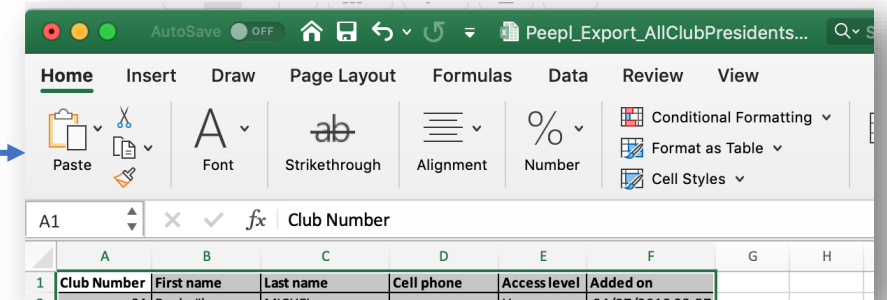 AutoSave OFF Peepl_Export_AllClubPresidents...
Home Insert Draw Page Layout Formulas Data Review View
Conditional Formatting
Format as Table
Cell Styles
Paste Font ab Strikethrough Alignment % Number
A1 fx Club Number
A B C D E F G H
1 Club Number First name Last name Cell phone Access level Added on